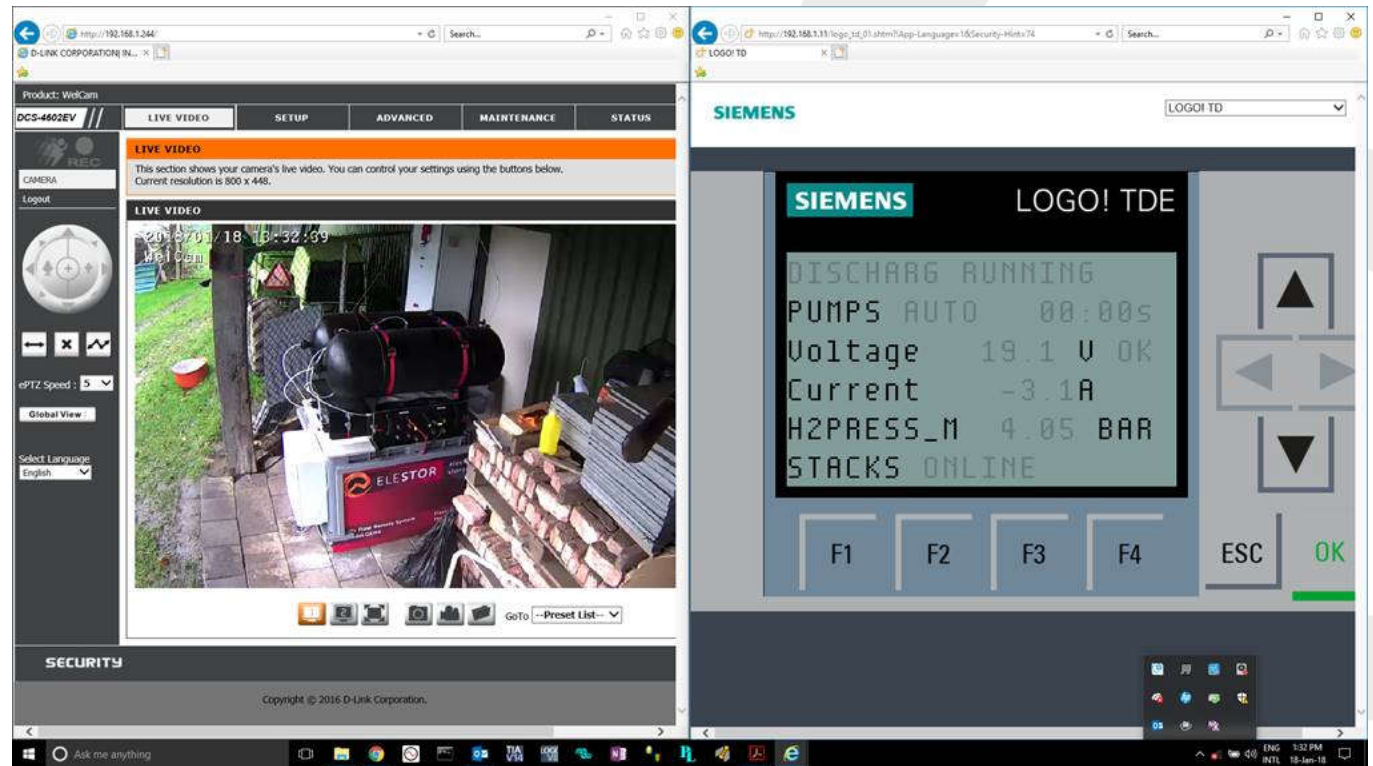 http://192.168.1.244/
Search...
D-LINK CORPORATION| IN...
Product: WelCam
DCS-4602EV
LIVE VIDEO
SETUP
ADVANCED
MAINTENANCE
STATUS
REC
CAMERA
Logout
ePTZ Speed : 5
Global View
Select Language
English
LIVE VIDEO
This section shows your camera's live video. You can control your settings using the buttons below.
Current resolution is 800 x 448.
LIVE VIDEO
2018/01/18 13:32:39
WelCam
ELESTOR
1
2
GoTo --Preset List--
SECURITY
Copyright © 2016 D-Link Corporation.
http://192.168.1.11/logo_td_01.shtm?App-Language=1&Security-Hint=74
Search...
LOGO! TD
SIEMENS
LOGO! TD
SIEMENS
LOGO! TDE
DISCHARG RUNNING
PUMPS AUTO 00:00s
Voltage 19.1 V OK
Current -3.1A
H2PRESS_M 4.05 BAR
STACKS ONLINE
F1
F2
F3
F4
ESC
OK
Ask me anything
TIA V14
ENG
INTL
1:32 PM
18-Jan-18